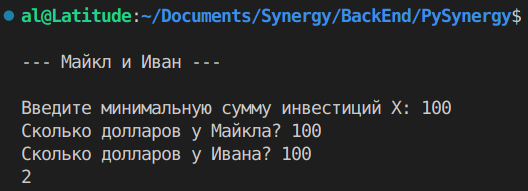 al@Latitude:~/Documents/Synergy/BackEnd/PySynergy$
--- Майкл и Иван ---
Введите минимальную сумму инвестиций X: 100
Сколько долларов у Майкла? 100
Сколько долларов у Ивана? 100
2